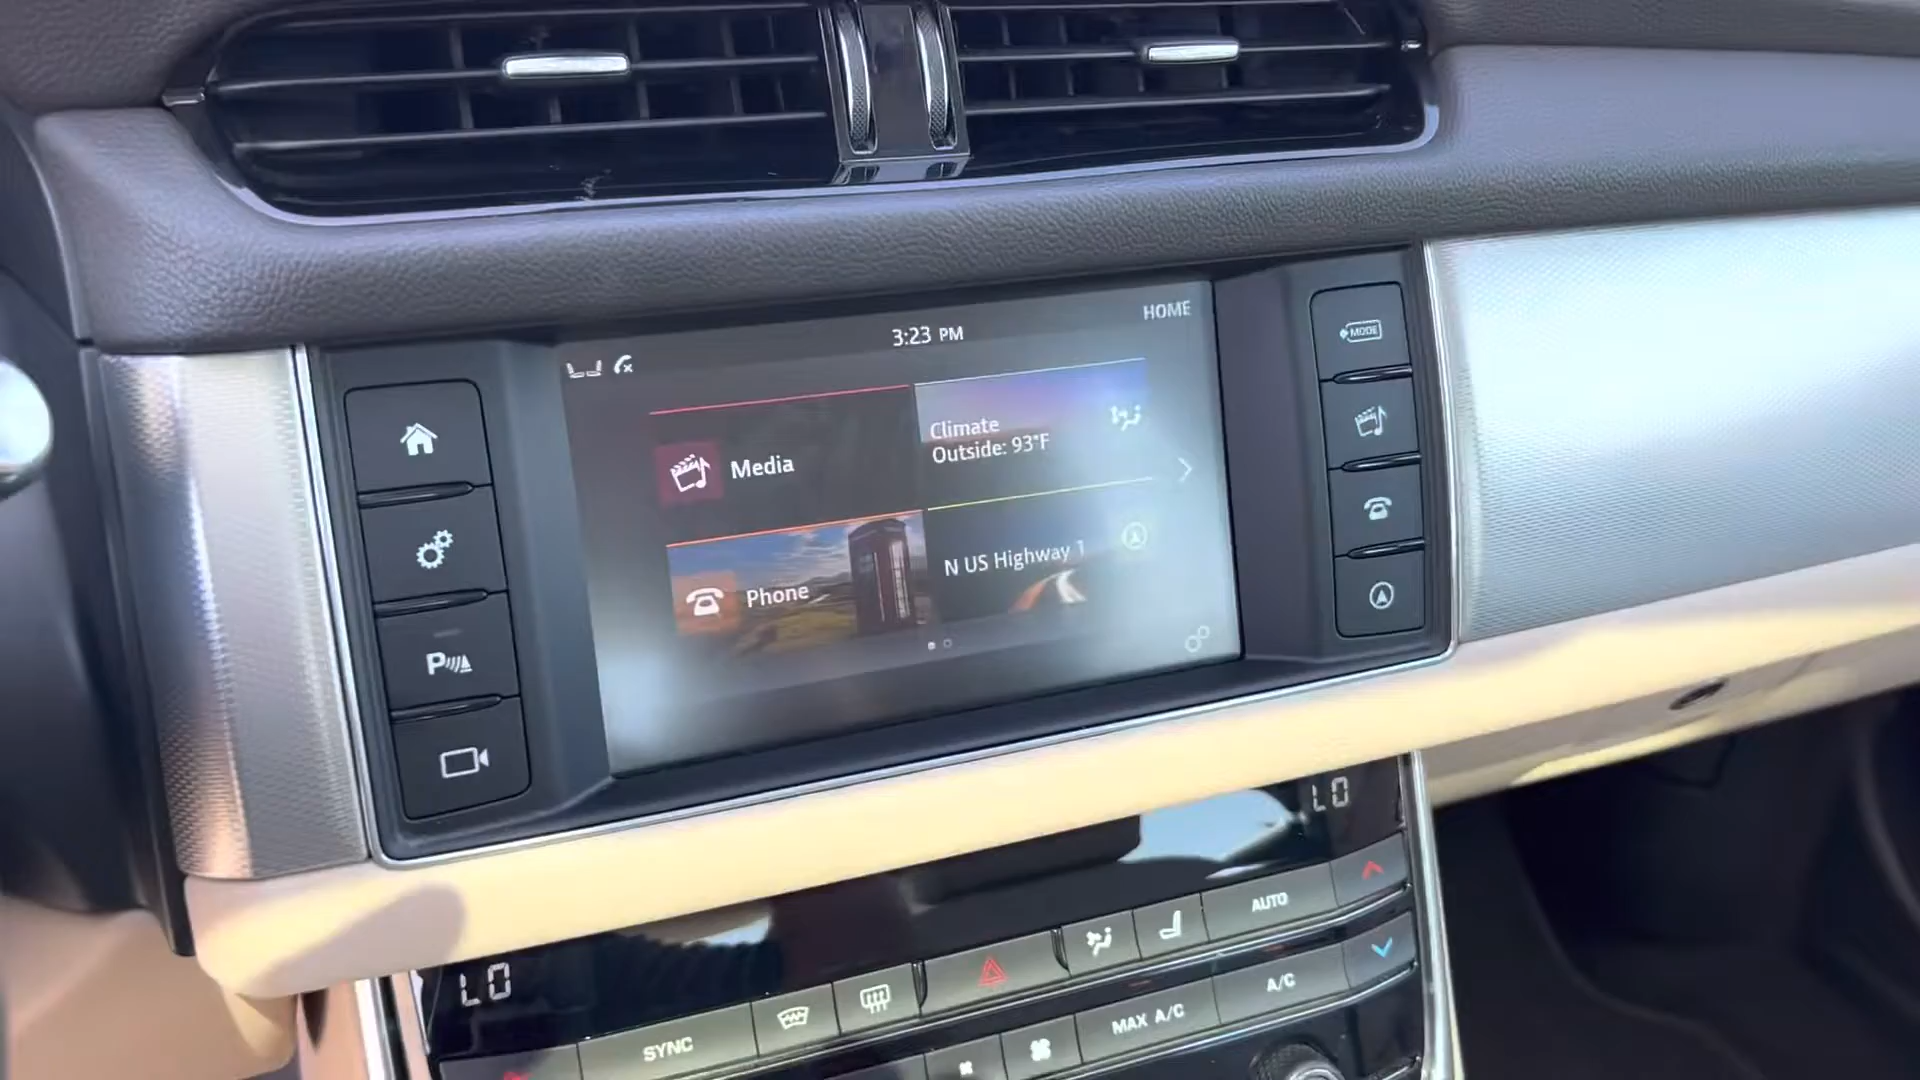 HOME
3:23 PM
MODE
Media
Climate
Outside: 93°F
Phone
N US Highway 1
P
LO
LO
AUTO
SYNC
MAX A/C
A/C